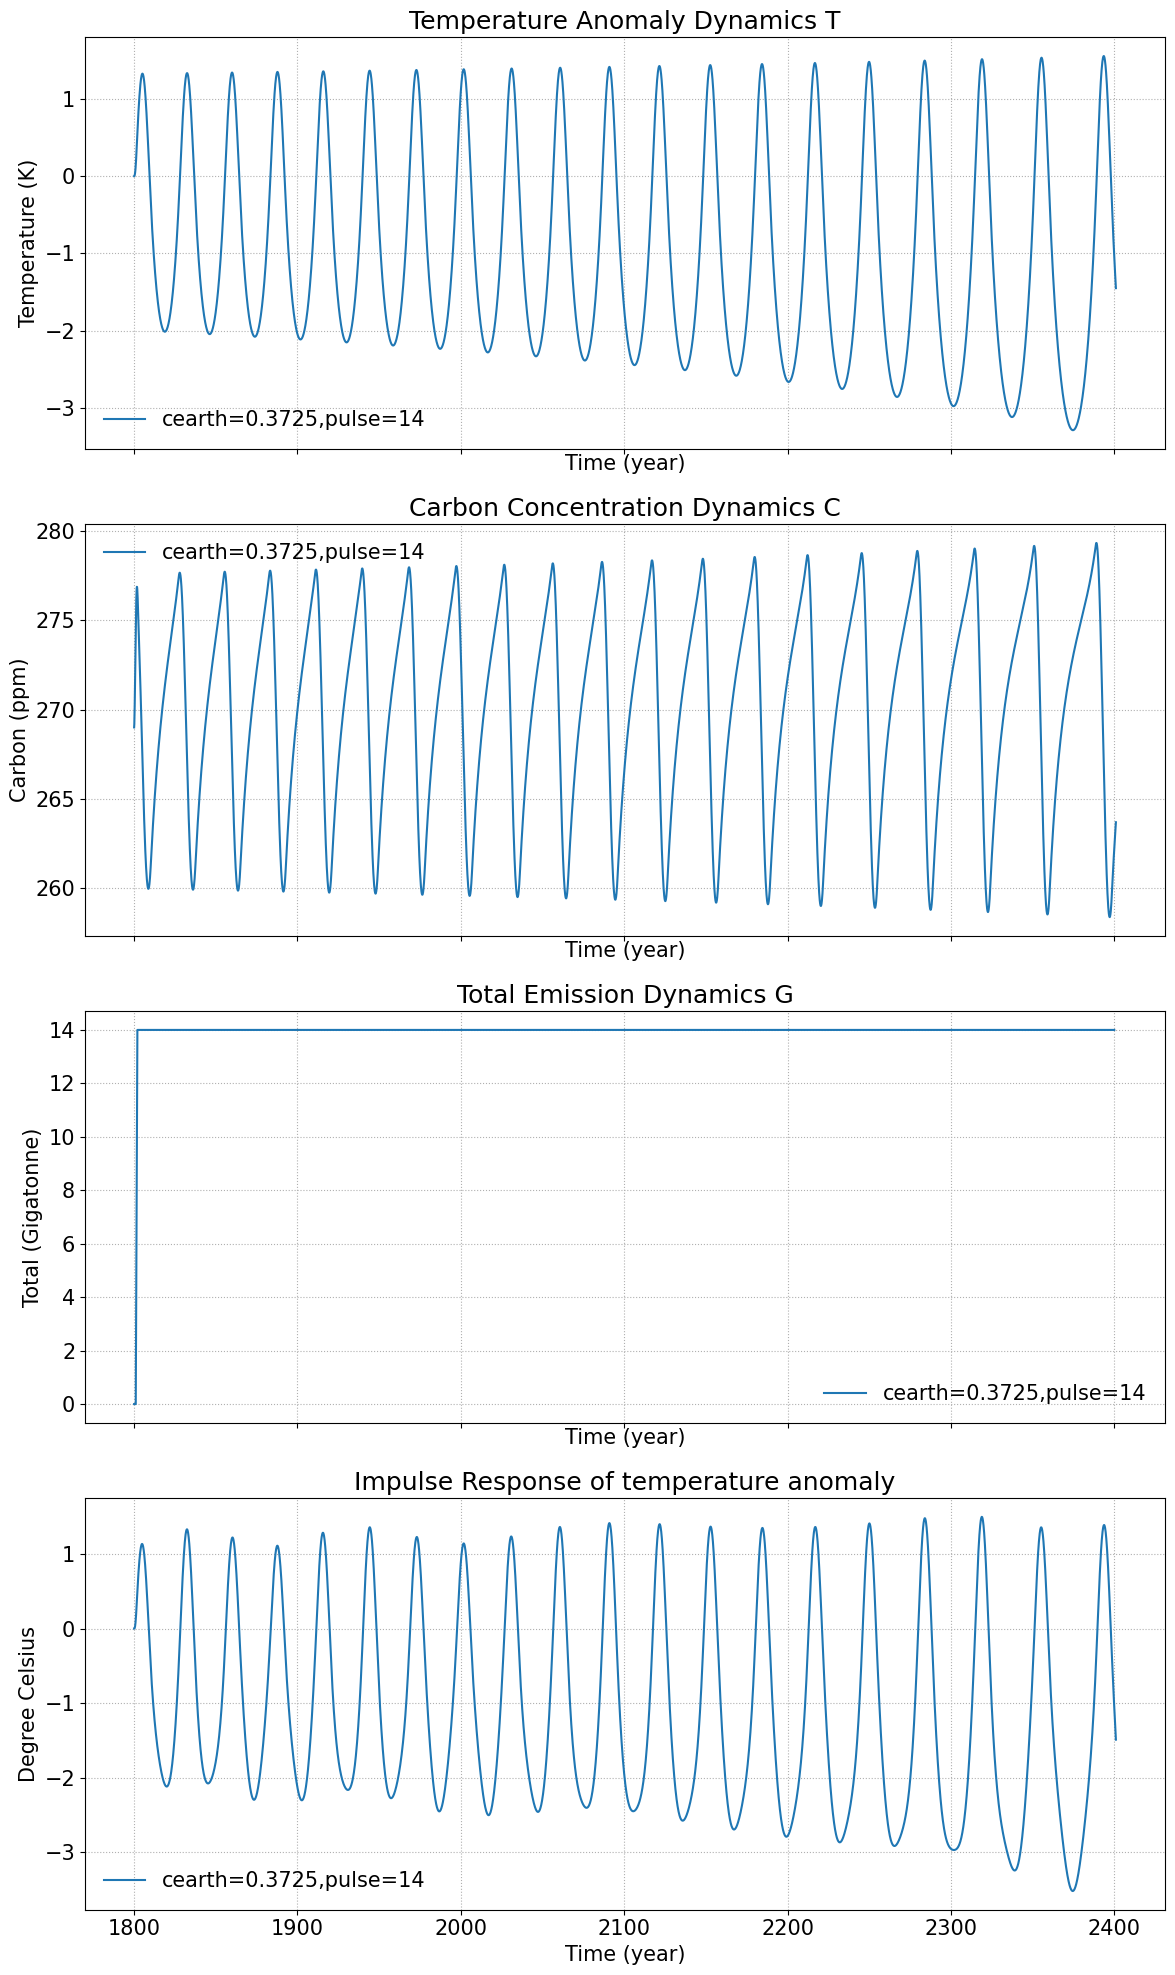 Temperature Anomaly Dynamics T
1
0
−1
−2
−3
Temperature (K)
cearth=0.3725,pulse=14
Time (year)
Carbon Concentration Dynamics C
280
275
270
265
260
Carbon (ppm)
cearth=0.3725,pulse=14
Time (year)
Total Emission Dynamics G
14
12
10
8
6
4
2
0
Total (Gigatonne)
cearth=0.3725,pulse=14
Time (year)
Impulse Response of temperature anomaly
1
0
−1
−2
−3
Degree Celsius
cearth=0.3725,pulse=14
1800 1900 2000 2100 2200 2300 2400
Time (year)